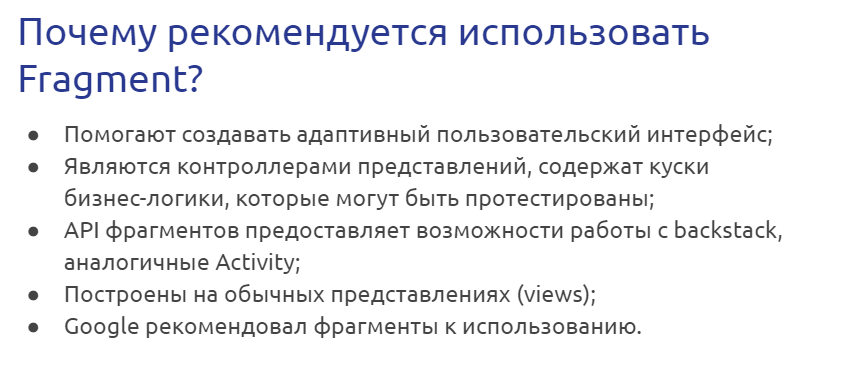 Почему рекомендуется использовать
Fragment?
● Помогают создавать адаптивный пользовательский интерфейс;
● Являются контроллерами представлений, содержат куски
бизнес-логики, которые могут быть протестированы;
● API фрагментов предоставляет возможности работы с backstack,
аналогичные Activity;
● Построены на обычных представлениях (views);
● Google рекомендовал фрагменты к использованию.